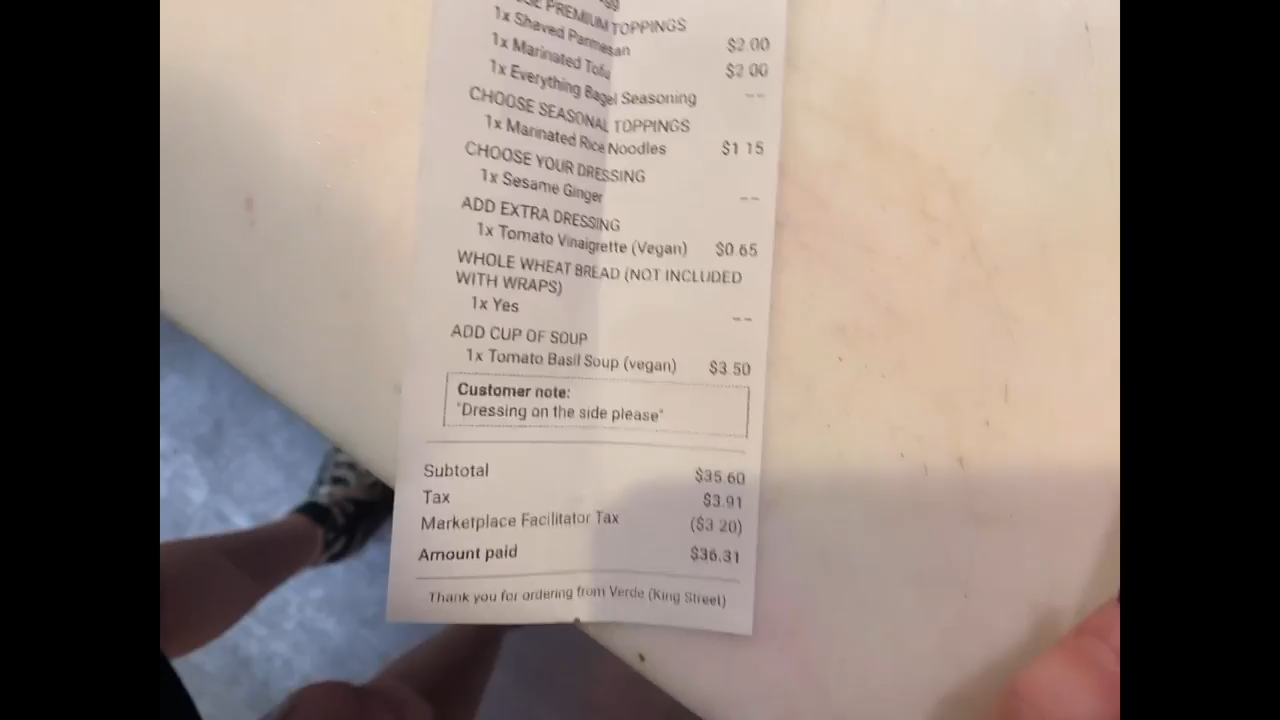 PREMIUM TOPPINGS
1x Shaved Parmesan $2.00
1x Marinated Tofu $2.00
1x Everything Bagel Seasoning --
CHOOSE SEASONAL TOPPINGS
1x Marinated Rice Noodles $1.15
CHOOSE YOUR DRESSING
1x Sesame Ginger --
ADD EXTRA DRESSING
1x Tomato Vinaigrette (Vegan) $0.65
WHOLE WHEAT BREAD (NOT INCLUDED
WITH WRAPS)
1x Yes --
ADD CUP OF SOUP
1x Tomato Basil Soup (vegan) $3.50
Customer note:
"Dressing on the side please"
Subtotal $35.60
Tax $3.91
Marketplace Facilitator Tax ($3.20)
Amount paid $36.31
Thank you for ordering from Verde (King Street)